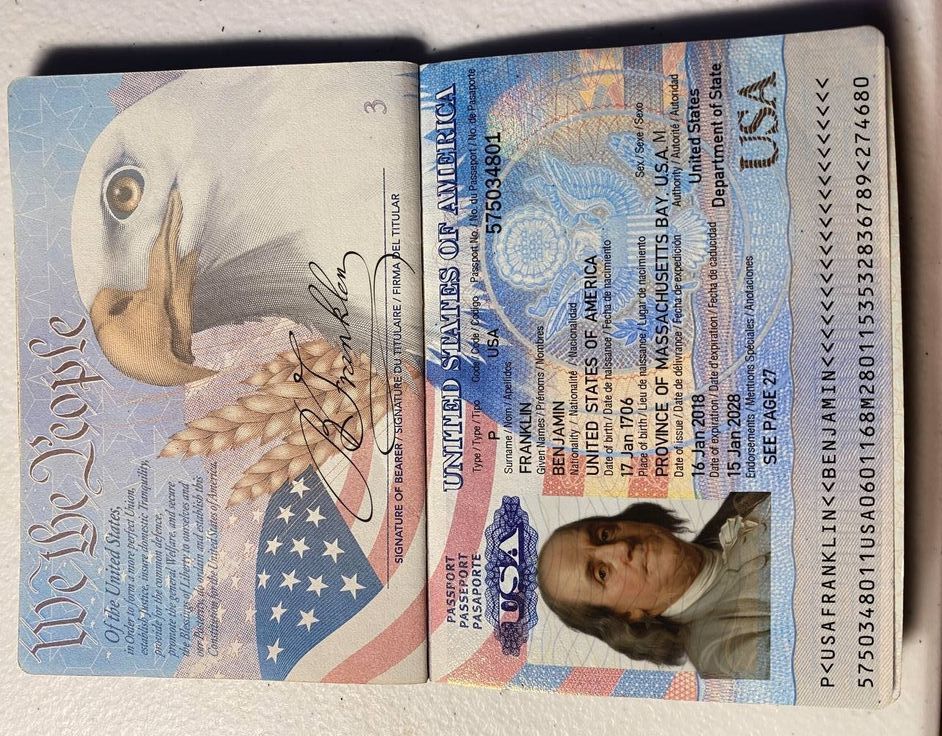 We the People
Of the United States,
in Order to form a more perfect Union,
establish Justice, insure domestic Tranquility,
provide for the common defence,
promote the general Welfare, and secure
the Blessings of Liberty to ourselves and
our Posterity, do ordain and establish this
Constitution for the United States of America.
B Franklin
SIGNATURE OF BEARER / SIGNATURE DU TITULAIRE / FIRMA DEL TITULAR
3
UNITED STATES OF AMERICA
PASSPORT
PASSEPORT
PASAPORTE
USA
Type / Type / Tipo Code / Code / Código Passport No. / No. du Passeport / No. de Pasaporte
P USA 575034801
Surname / Nom / Apellidos
FRANKLIN
Given Names / Prénoms / Nombres
BENJAMIN
Nationality / Nationalité / Nacionalidad
UNITED STATES OF AMERICA
Date of birth / Date de naissance / Fecha de nacimiento
17 Jan 1706
Place of birth / Lieu de naissance / Lugar de nacimiento Sex / Sexe / Sexo
PROVINCE OF MASSACHUSETTS BAY, U.S.A. M
Date of issue / Date de délivrance / Fecha de expedición Authority / Autorité / Autoridad
16 Jan 2018 United States
Date of expiration / Date d'expiration / Fecha de caducidad Department of State
15 Jan 2028
Endorsements / Mentions Spéciales / Anotaciones
SEE PAGE 27
USA
P<USAFRANKLIN<<BENJAMIN<<<<<<<<<<<<<<<<<<<<
5750348011USA0601168M2801153532836789<274680